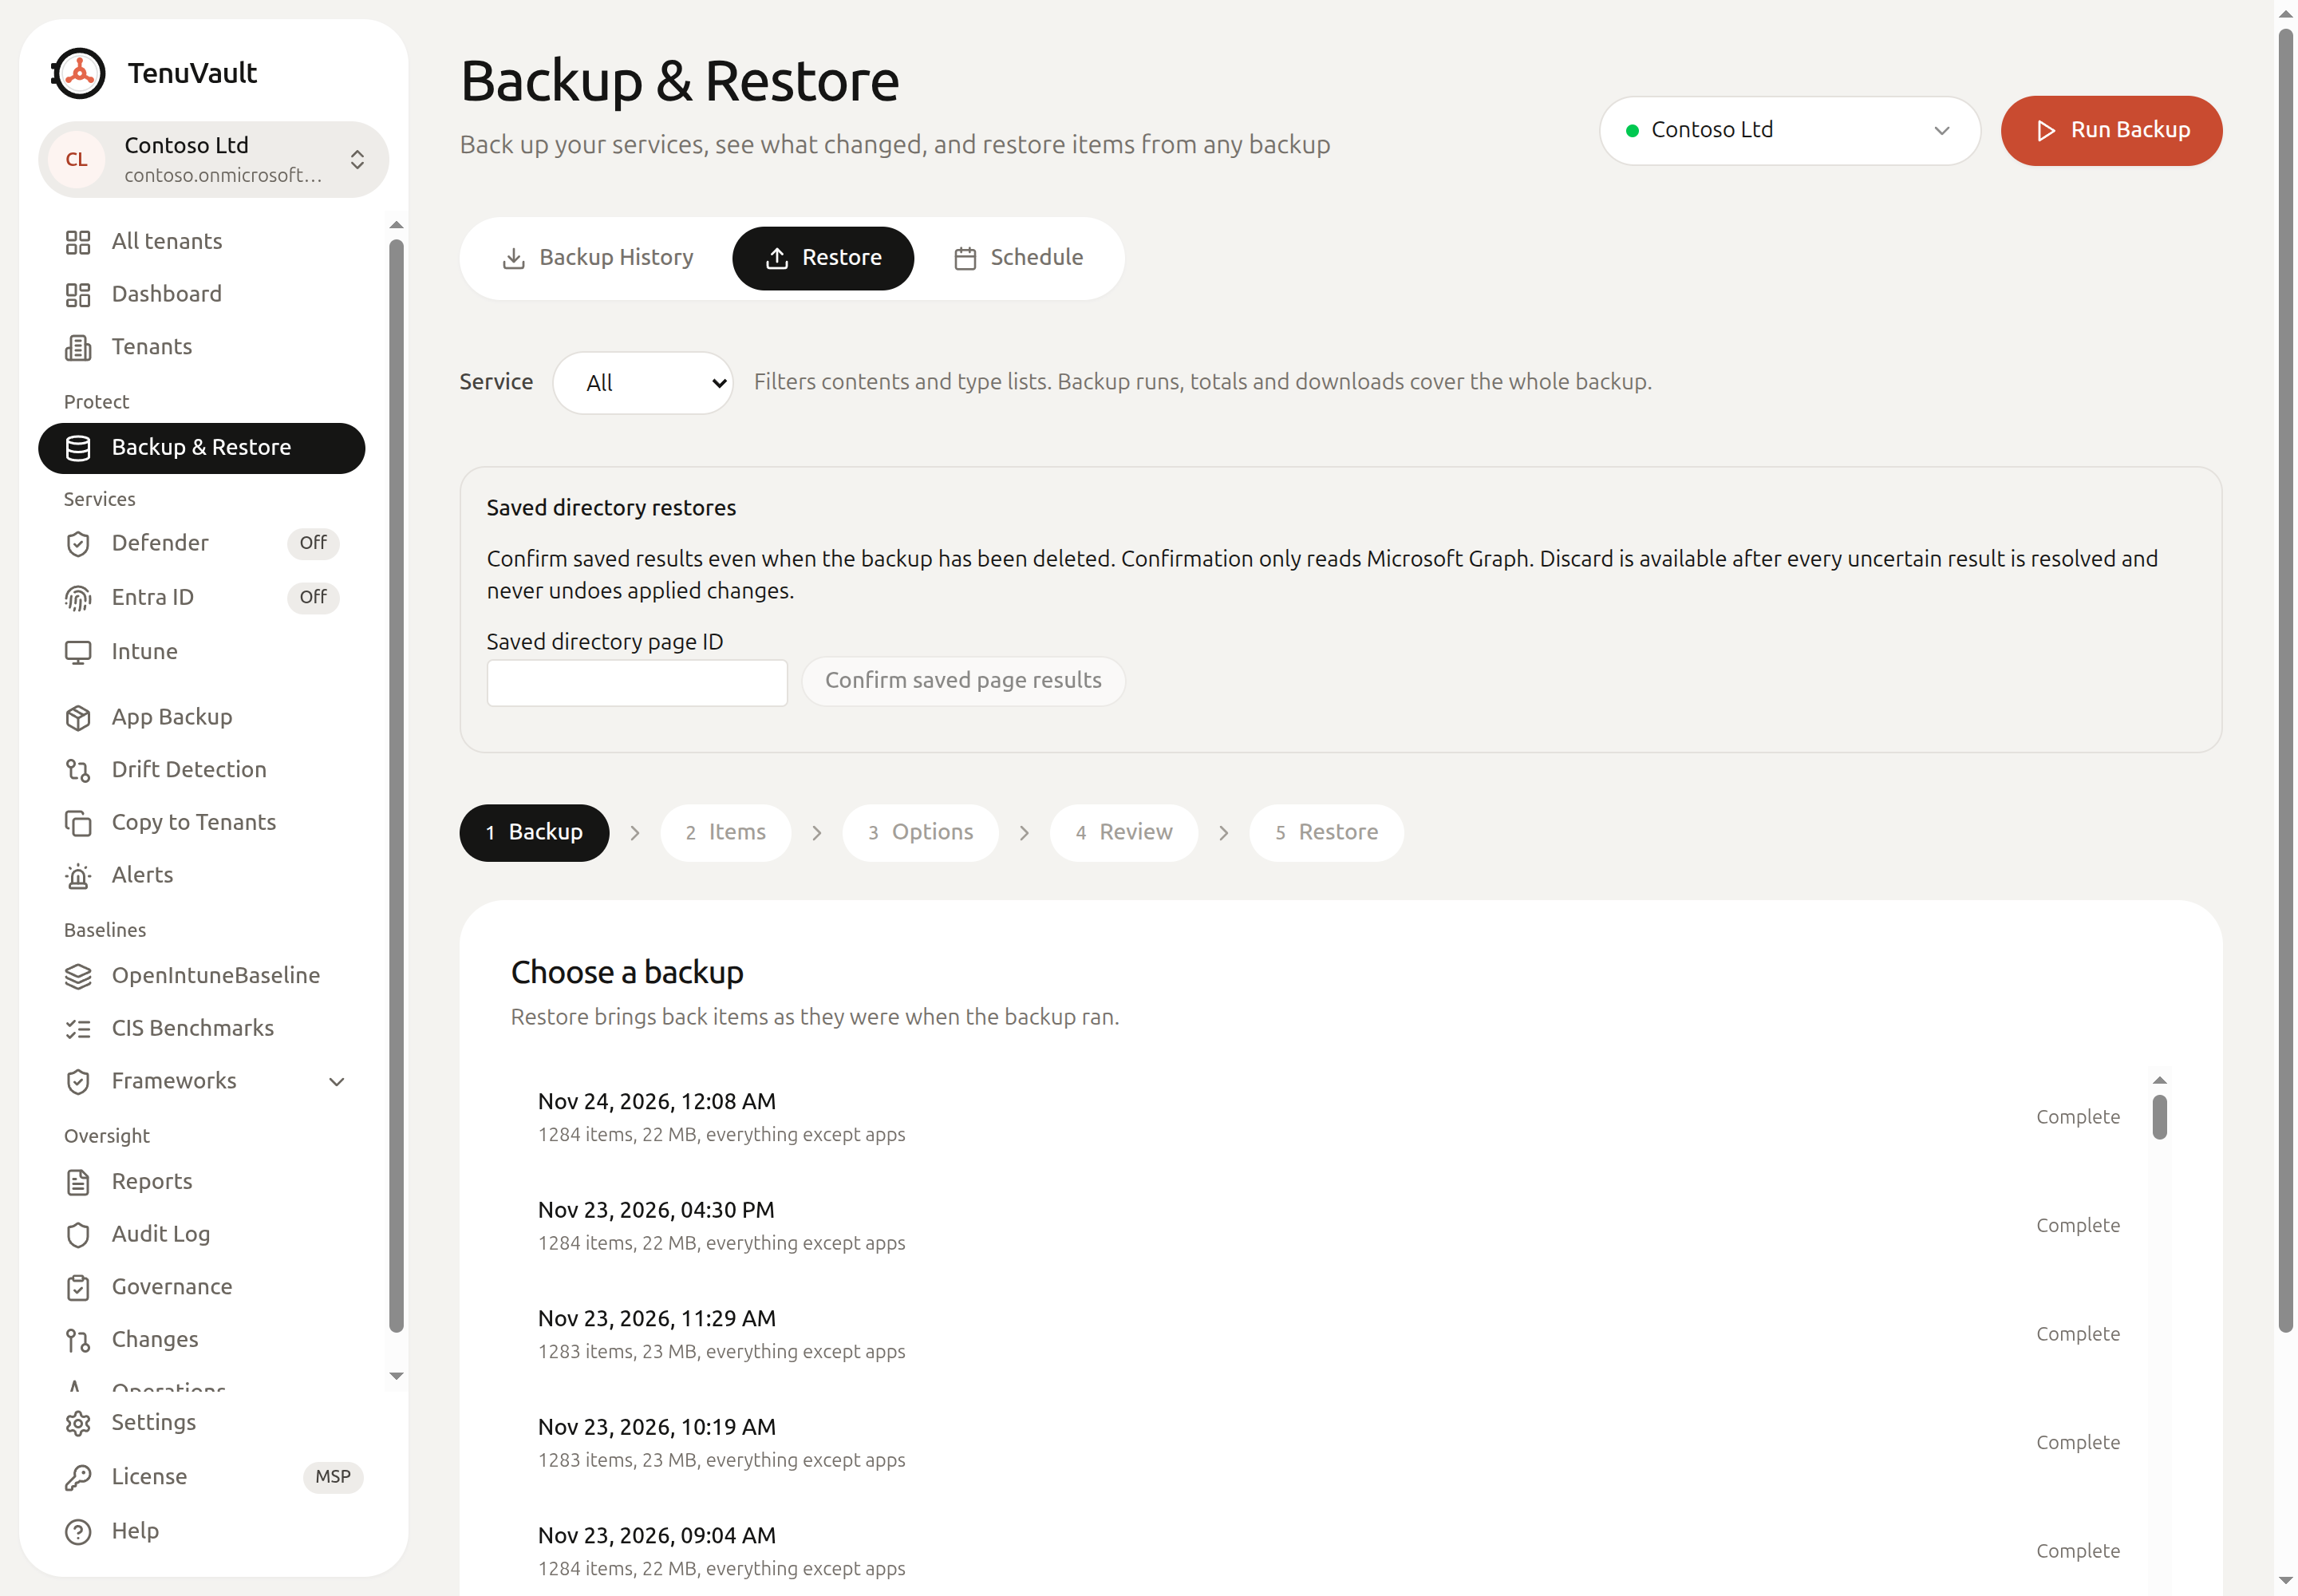 TenuVault
CL
Contoso Ltd
contoso.onmicrosoft...
All tenants
Dashboard
Tenants
Protect
Backup & Restore
Services
Defender
Off
Entra ID
Off
Intune
App Backup
Drift Detection
Copy to Tenants
Alerts
Baselines
OpenIntuneBaseline
CIS Benchmarks
Frameworks
Oversight
Reports
Audit Log
Governance
Changes
Operations
Settings
License
MSP
Help
Backup & Restore
Back up your services, see what changed, and restore items from any backup
Contoso Ltd
Run Backup
Backup History
Restore
Schedule
Service
All
Filters contents and type lists. Backup runs, totals and downloads cover the whole backup.
Saved directory restores
Confirm saved results even when the backup has been deleted. Confirmation only reads Microsoft Graph. Discard is available after every uncertain result is resolved and
never undoes applied changes.
Saved directory page ID
Confirm saved page results
1 Backup
2 Items
3 Options
4 Review
5 Restore
Choose a backup
Restore brings back items as they were when the backup ran.
Nov 24, 2026, 12:08 AM
1284 items, 22 MB, everything except apps
Complete
Nov 23, 2026, 04:30 PM
1284 items, 22 MB, everything except apps
Complete
Nov 23, 2026, 11:29 AM
1283 items, 23 MB, everything except apps
Complete
Nov 23, 2026, 10:19 AM
1283 items, 23 MB, everything except apps
Complete
Nov 23, 2026, 09:04 AM
1284 items, 22 MB, everything except apps
Complete